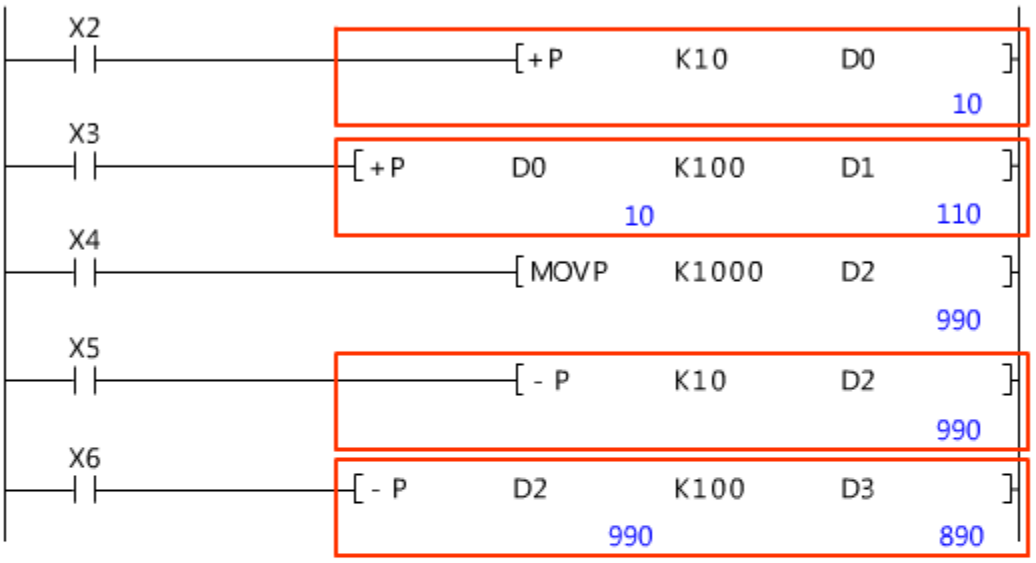 X2
[+P K10 D0 ]
10
X3
[+P D0 K100 D1 ]
10 110
X4
[MOVP K1000 D2 ]
990
X5
[- P K10 D2 ]
990
X6
[- P D2 K100 D3 ]
990 890